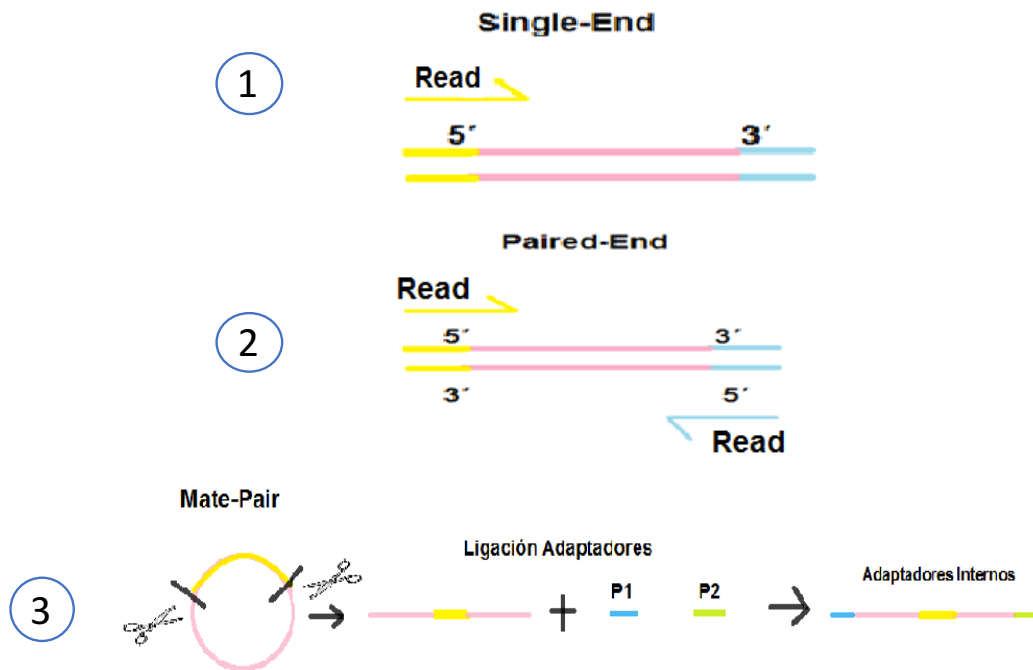 Single-End
1
Read
5´ 3´
Paired-End
Read
2
5´ 3´
3´ 5´
Read
Mate-Pair
Ligación Adaptadores
Adaptadores Internos
P1 P2
3